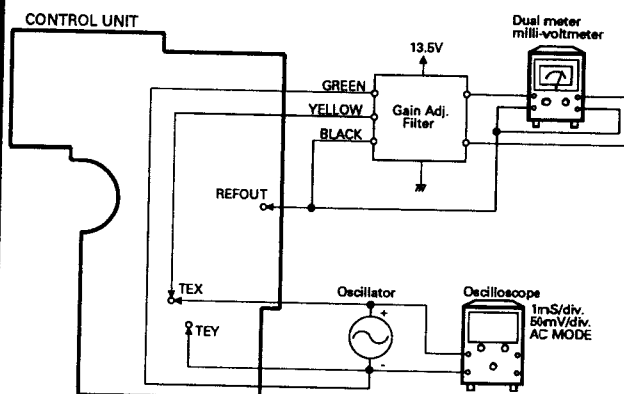 CONTROL UNIT
Dual meter
milli-voltmeter
13.5V
GREEN
YELLOW
BLACK
Gain Adj.
Filter
REFOUT
TEX
TEY
Oscillator
+
-
Oscilloscope
1mS/div.
50mV/div.
AC MODE